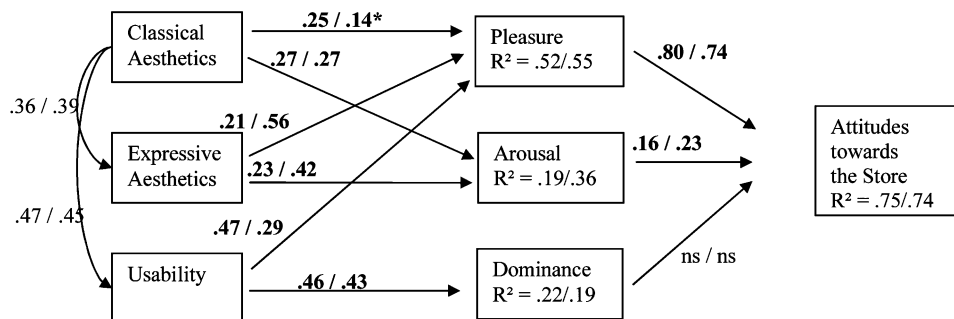 Classical
Aesthetics
.25 / .14*
Pleasure
R² = .52/.55
.80 / .74
.27 / .27
.36 / .39
.21 / .56
Expressive
Aesthetics
.23 / .42
Arousal
R² = .19/.36
.16 / .23
Attitudes
towards
the Store
R² = .75/.74
.47 / .45
.47 / .29
Usability
.46 / .43
Dominance
R² = .22/.19
ns / ns